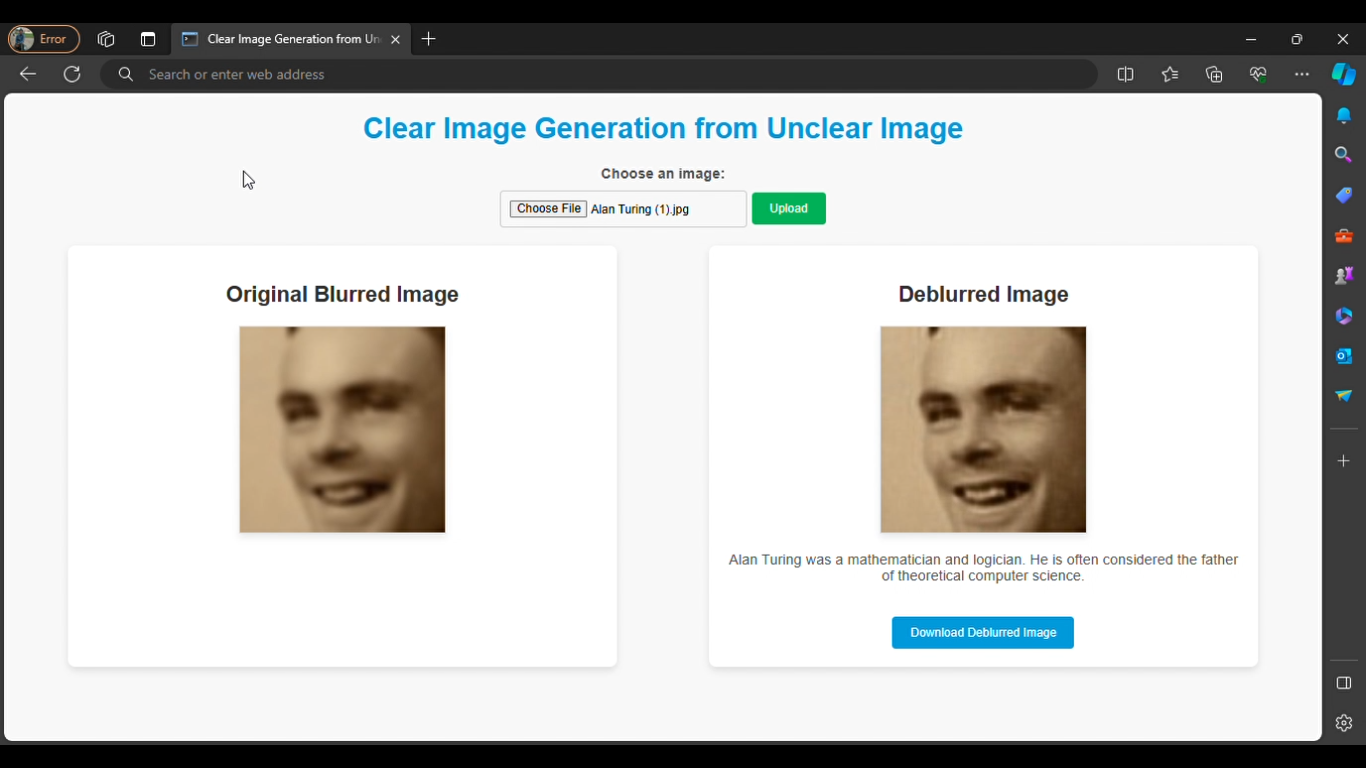 Error
Clear Image Generation from Un
Search or enter web address
Clear Image Generation from Unclear Image
Choose an image:
Choose File Alan Turing (1).jpg
Upload
Original Blurred Image
Deblurred Image
Alan Turing was a mathematician and logician. He is often considered the father
of theoretical computer science.
Download Deblurred Image